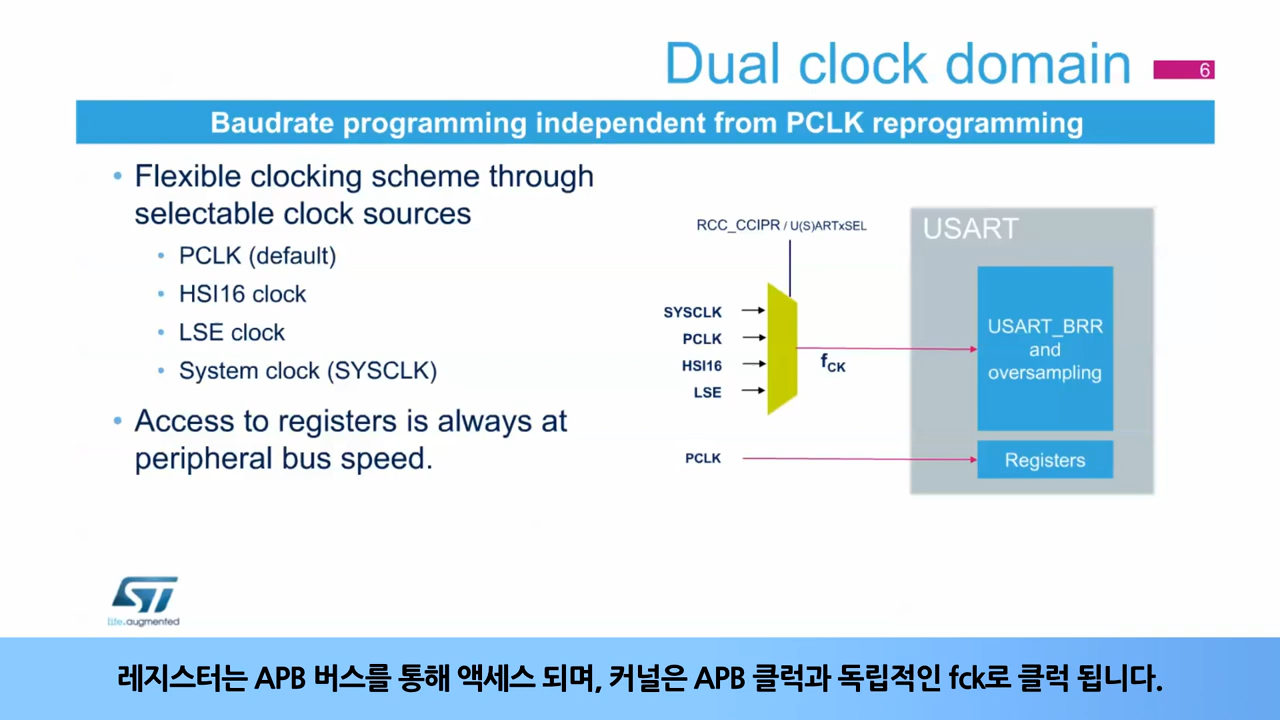 Dual clock domain
6
Baudrate programming independent from PCLK reprogramming
• Flexible clocking scheme through
selectable clock sources
• PCLK (default)
• HSI16 clock
• LSE clock
• System clock (SYSCLK)
• Access to registers is always at
peripheral bus speed.
RCC_CCIPR / U(S)ARTxSEL
SYSCLK
PCLK
HSI16
LSE
fCK
PCLK
USART
USART_BRR
and
oversampling
Registers
ST
life.augmented
레지스터는 APB 버스를 통해 액세스 되며, 커널은 APB 클럭과 독립적인 fck로 클럭 됩니다.